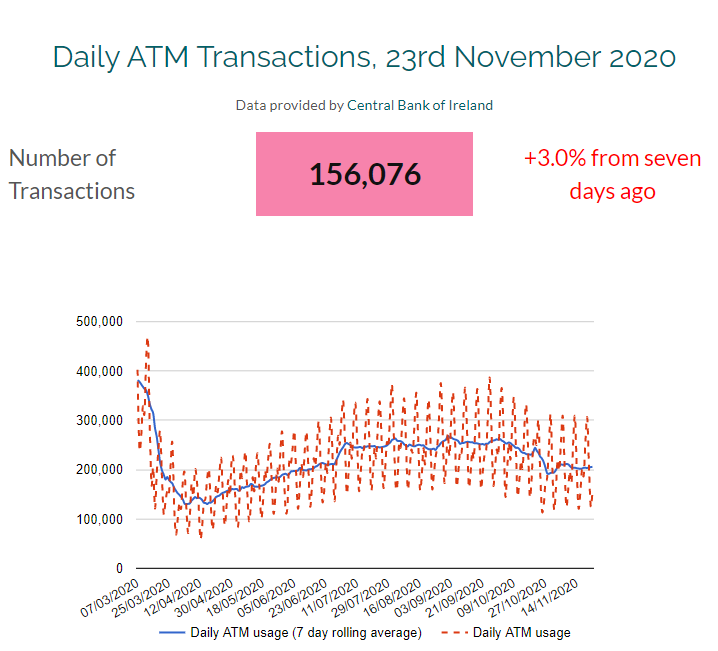 Daily ATM Transactions, 23rd November 2020
Data provided by Central Bank of Ireland
Number of
Transactions
156,076
+3.0% from seven
days ago
500,000
400,000
300,000
200,000
100,000
0
07/03/2020
25/03/2020
12/04/2020
30/04/2020
18/05/2020
05/06/2020
23/06/2020
11/07/2020
29/07/2020
16/08/2020
03/09/2020
21/09/2020
09/10/2020
27/10/2020
14/11/2020
Daily ATM usage (7 day rolling average)
Daily ATM usage